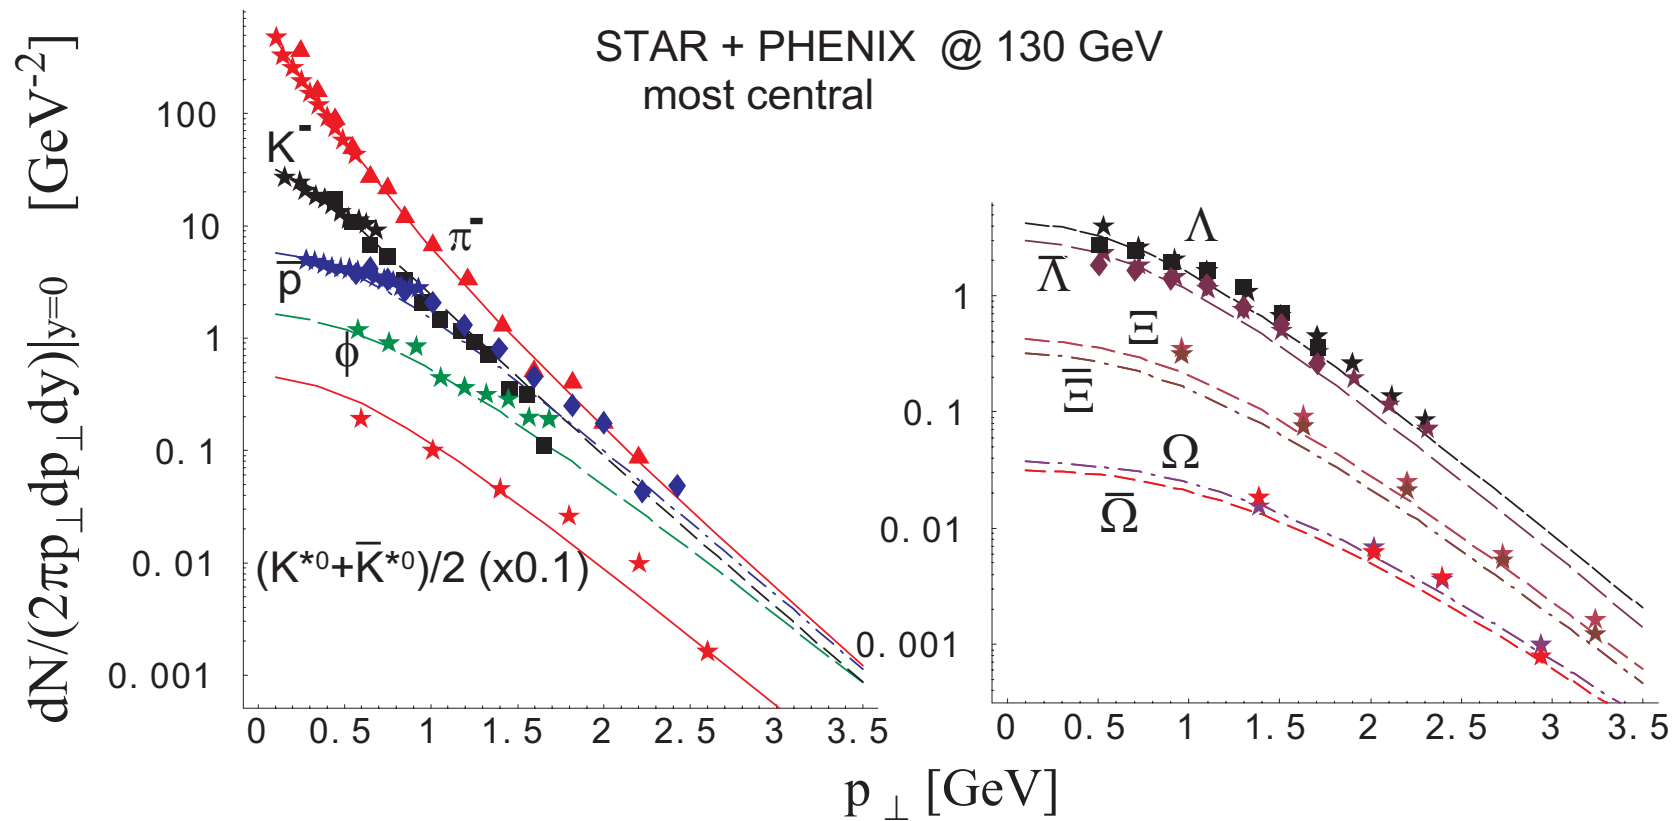 STAR + PHENIX @ 130 GeV
most central
dN/(2πp⊥dp⊥dy)|y=0 [GeV⁻²]
100
10
1
0.1
0.01
0.001
K⁻
π⁻
p̅
ϕ
(K*⁰+K̅*⁰)/2 (x0.1)
0 0.5 1 1.5 2 2.5 3 3.5
1
0.1
0.01
0.001
Λ
Λ̅
Ξ
Ξ̅
Ω
Ω̅
0 0.5 1 1.5 2 2.5 3 3.5
p⊥ [GeV]